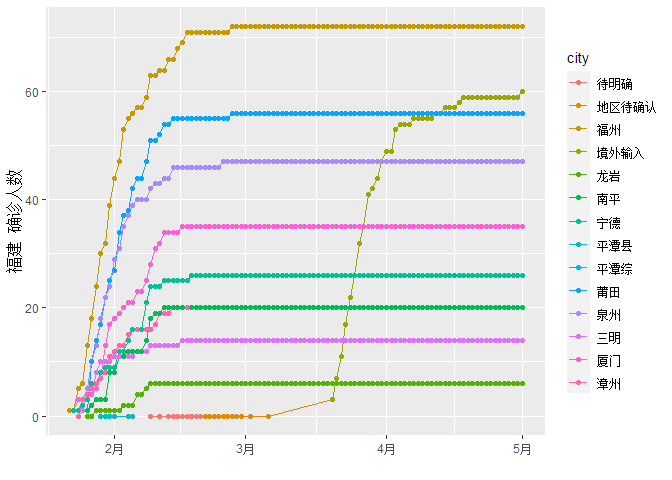 福建 确诊人数
60
40
20
0
2月
3月
4月
5月
city
待明确
地区待确认
福州
境外输入
龙岩
南平
宁德
平潭县
平潭综
莆田
泉州
三明
厦门
漳州